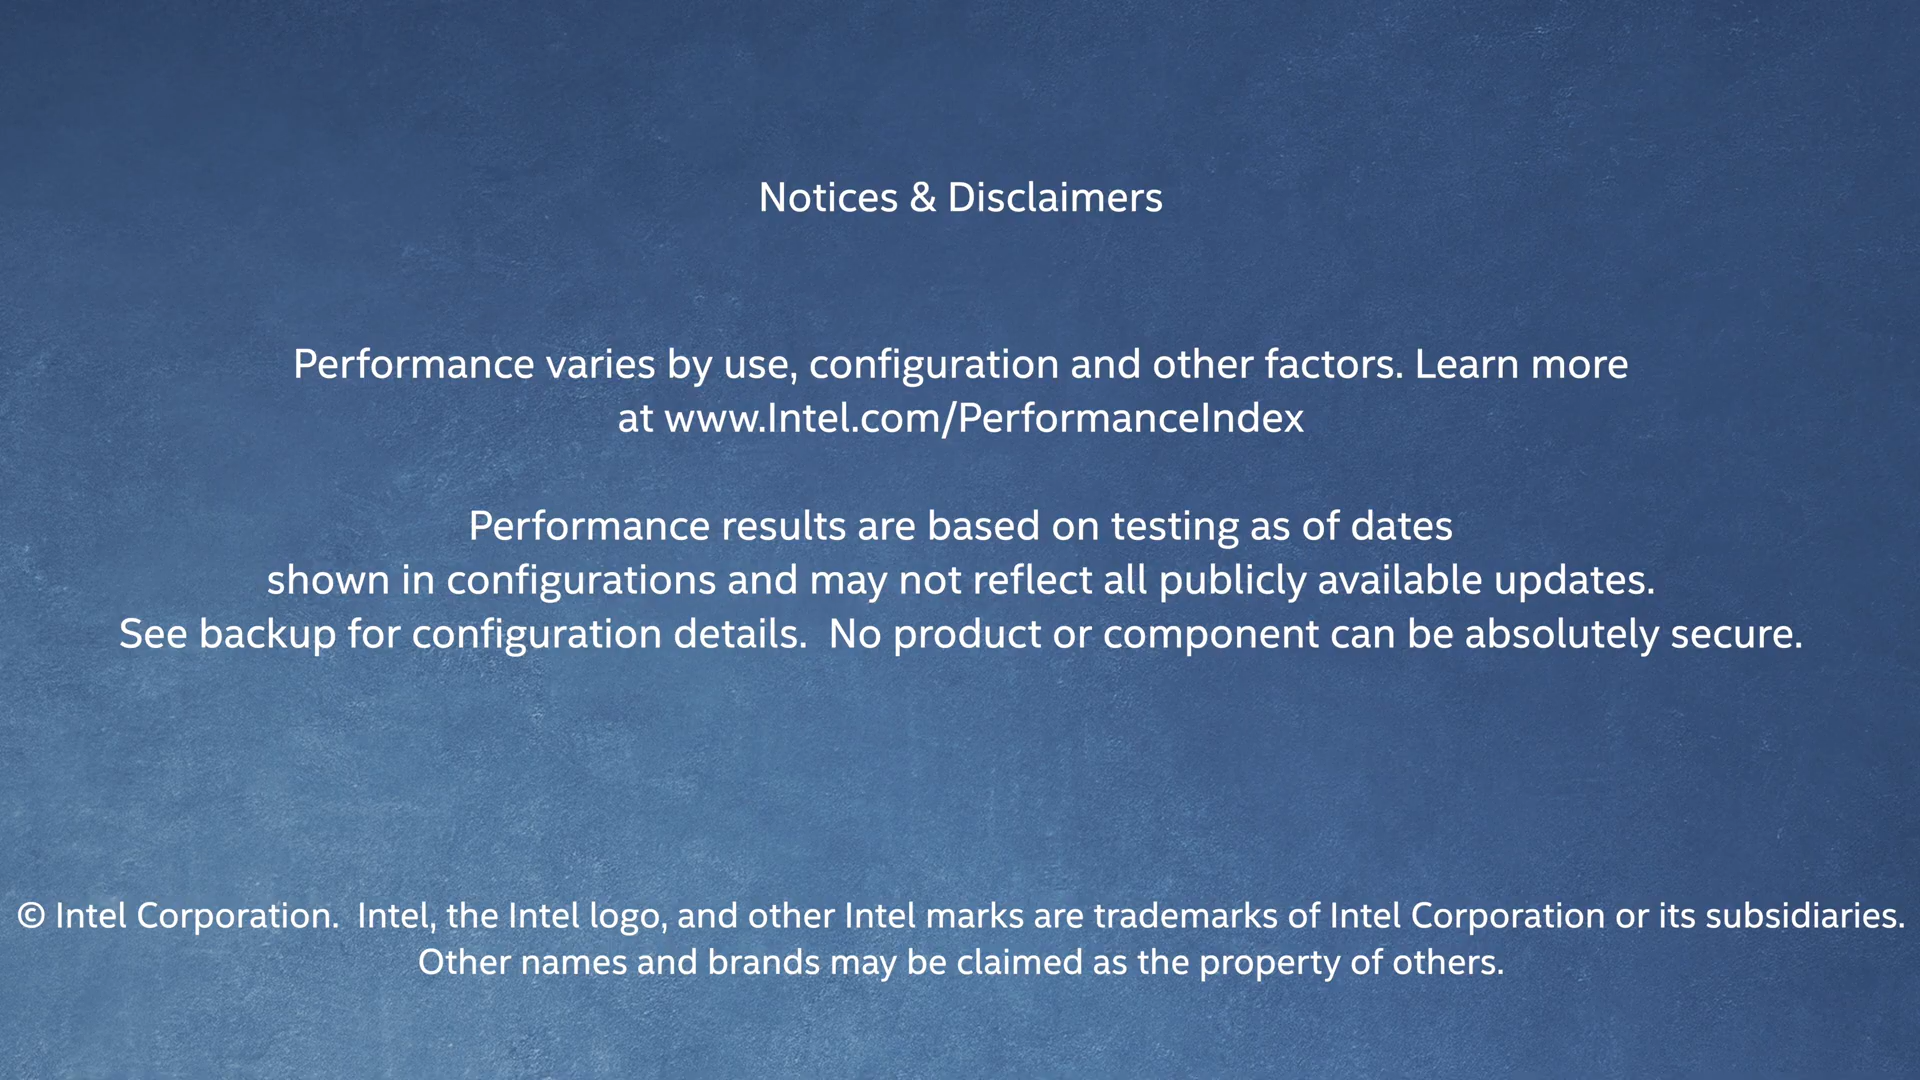 Notices & Disclaimers
Performance varies by use, configuration and other factors. Learn more
at www.Intel.com/PerformanceIndex
Performance results are based on testing as of dates
shown in configurations and may not reflect all publicly available updates.
See backup for configuration details.  No product or component can be absolutely secure.
© Intel Corporation.  Intel, the Intel logo, and other Intel marks are trademarks of Intel Corporation or its subsidiaries.
Other names and brands may be claimed as the property of others.